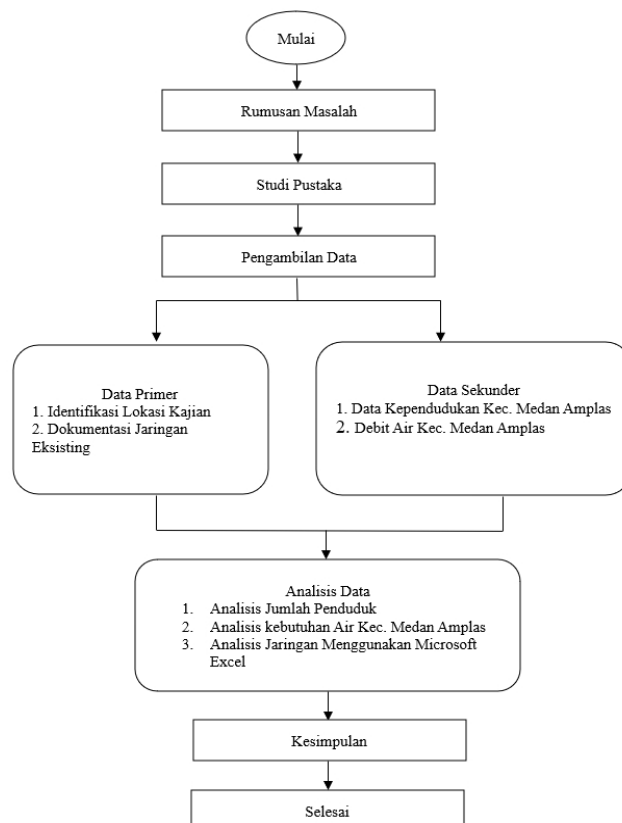 Mulai
Rumusan Masalah
Studi Pustaka
Pengambilan Data
Data Primer
1. Identifikasi Lokasi Kajian
2. Dokumentasi Jaringan
Eksisting
Data Sekunder
1. Data Kependudukan Kec. Medan Amplas
2. Debit Air Kec. Medan Amplas
Analisis Data
1. Analisis Jumlah Penduduk
2. Analisis kebutuhan Air Kec. Medan Amplas
3. Analisis Jaringan Menggunakan Microsoft
Excel
Kesimpulan
Selesai